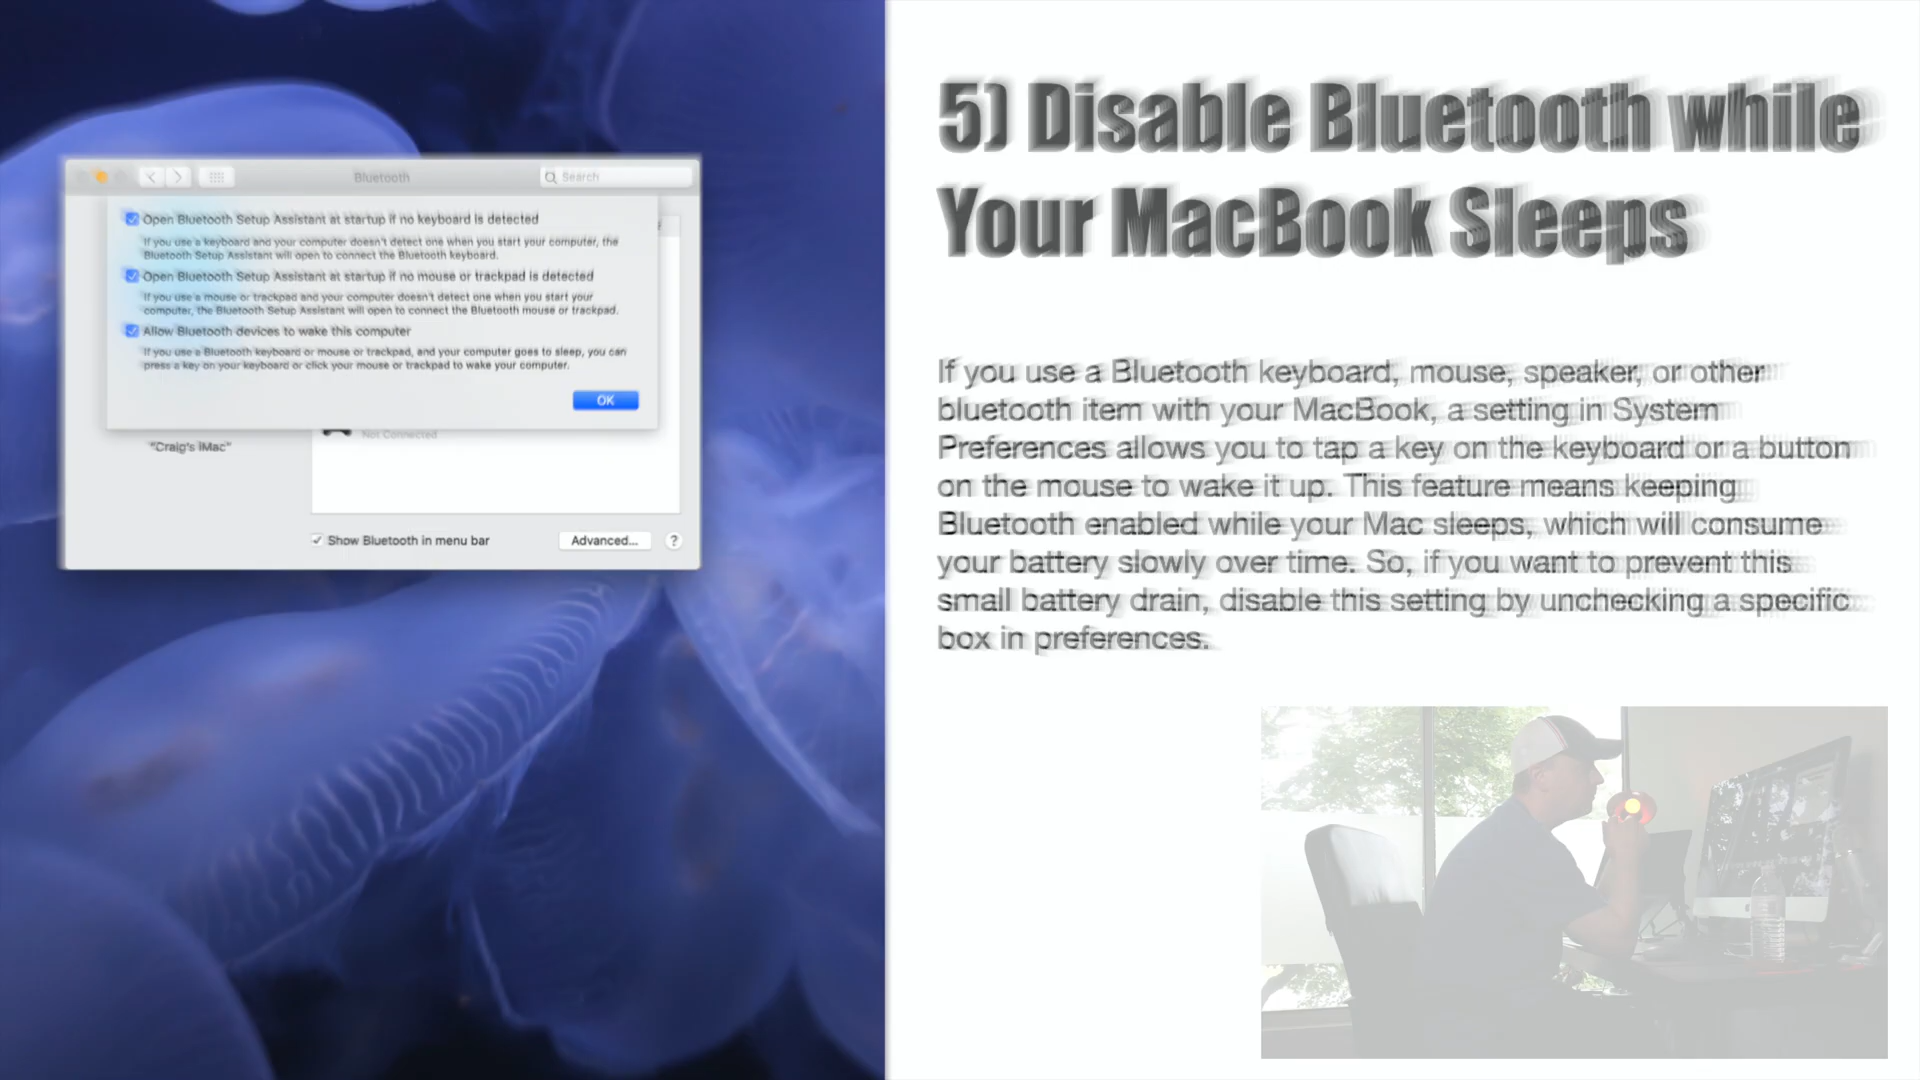 Bluetooth
Search
Open Bluetooth Setup Assistant at startup if no keyboard is detected
If you use a keyboard and your computer doesn't detect one when you start your computer, the
Bluetooth Setup Assistant will open to connect the Bluetooth keyboard.
Open Bluetooth Setup Assistant at startup if no mouse or trackpad is detected
If you use a mouse or trackpad and your computer doesn't detect one when you start your
computer, the Bluetooth Setup Assistant will open to connect the Bluetooth mouse or trackpad.
Allow Bluetooth devices to wake this computer
If you use a Bluetooth keyboard or mouse or trackpad, and your computer goes to sleep, you can
press a key on your keyboard or click your mouse or trackpad to wake your computer.
OK
Not Connected
"Craig's iMac"
Show Bluetooth in menu bar
Advanced...
?
5) Disable Bluetooth while
Your MacBook Sleeps
If you use a Bluetooth keyboard, mouse, speaker, or other
bluetooth item with your MacBook, a setting in System
Preferences allows you to tap a key on the keyboard or a button
on the mouse to wake it up. This feature means keeping
Bluetooth enabled while your Mac sleeps, which will consume
your battery slowly over time. So, if you want to prevent this
small battery drain, disable this setting by unchecking a specific
box in preferences.